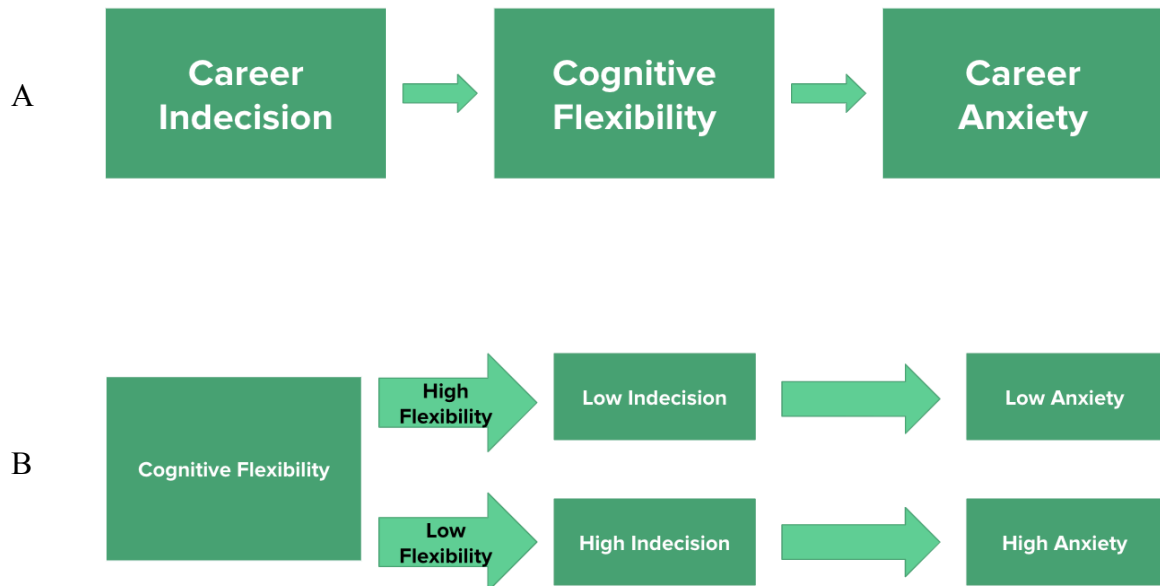 A
Career
Indecision
Cognitive
Flexibility
Career
Anxiety
B
Cognitive Flexibility
High
Flexibility
Low Indecision
Low Anxiety
Low
Flexibility
High Indecision
High Anxiety